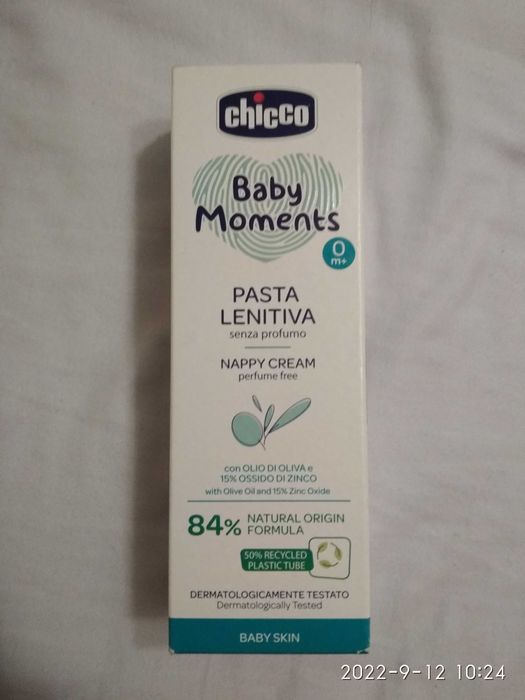 chicco
Baby
Moments
0
m+
PASTA
LENITIVA
senza profumo
NAPPY CREAM
perfume free
con OLIO DI OLIVA e
15% OSSIDO DI ZINCO
with Olive Oil and 15% Zinc Oxide
84% NATURAL ORIGIN
FORMULA
50% RECYCLED
PLASTIC TUBE
DERMATOLOGICAMENTE TESTATO
Dermatologically Tested
BABY SKIN
2022-9-12 10:24